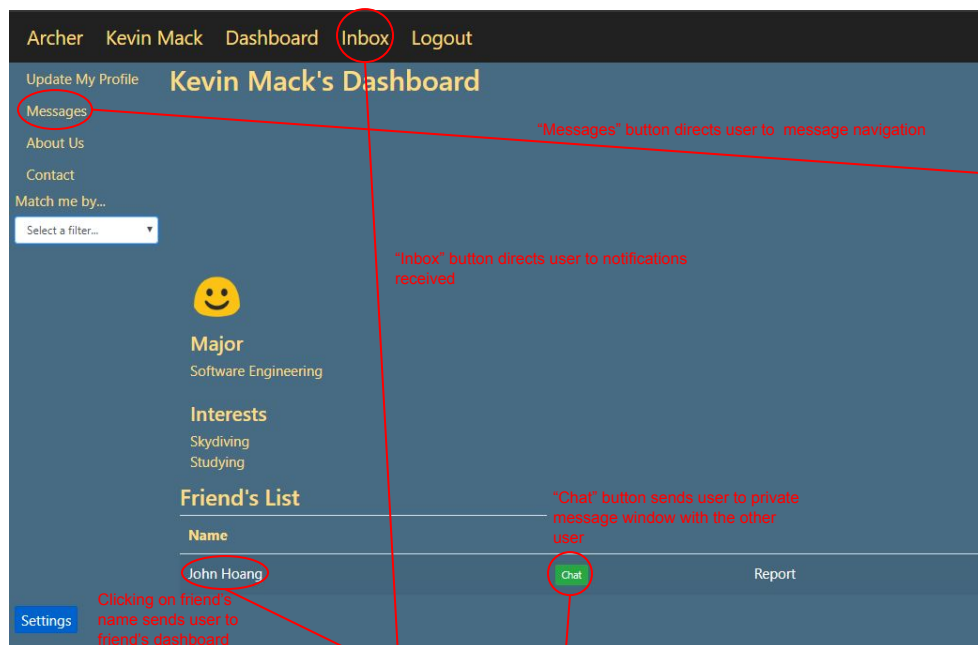 Archer Kevin Mack Dashboard Inbox Logout
Update My Profile
Kevin Mack's Dashboard
Messages
"Messages" button directs user to message navigation
About Us
Contact
Match me by...
Select a filter...
"Inbox" button directs user to notifications
received
Major
Software Engineering
Interests
Skydiving
Studying
Friend's List
"Chat" button sends user to private
message window with the other
user
Name
John Hoang Chat Report
Clicking on friend's
name sends user to
friend's dashboard
Settings